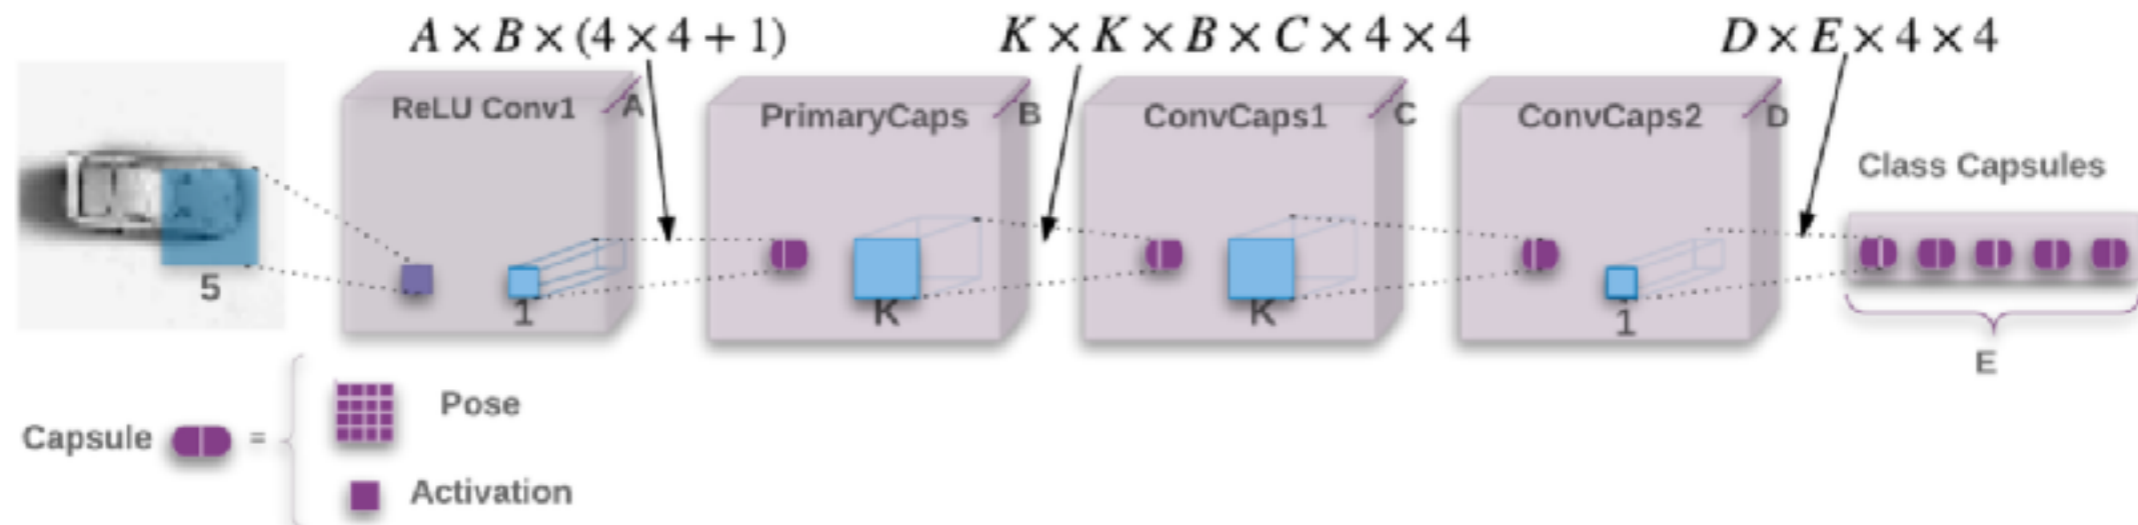 A × B × (4 × 4 + 1)
K × K × B × C × 4 × 4
D × E × 4 × 4
ReLU Conv1
A
PrimaryCaps
B
ConvCaps1
C
ConvCaps2
D
Class Capsules
5
1
K
K
1
E
Pose
Capsule =
Activation